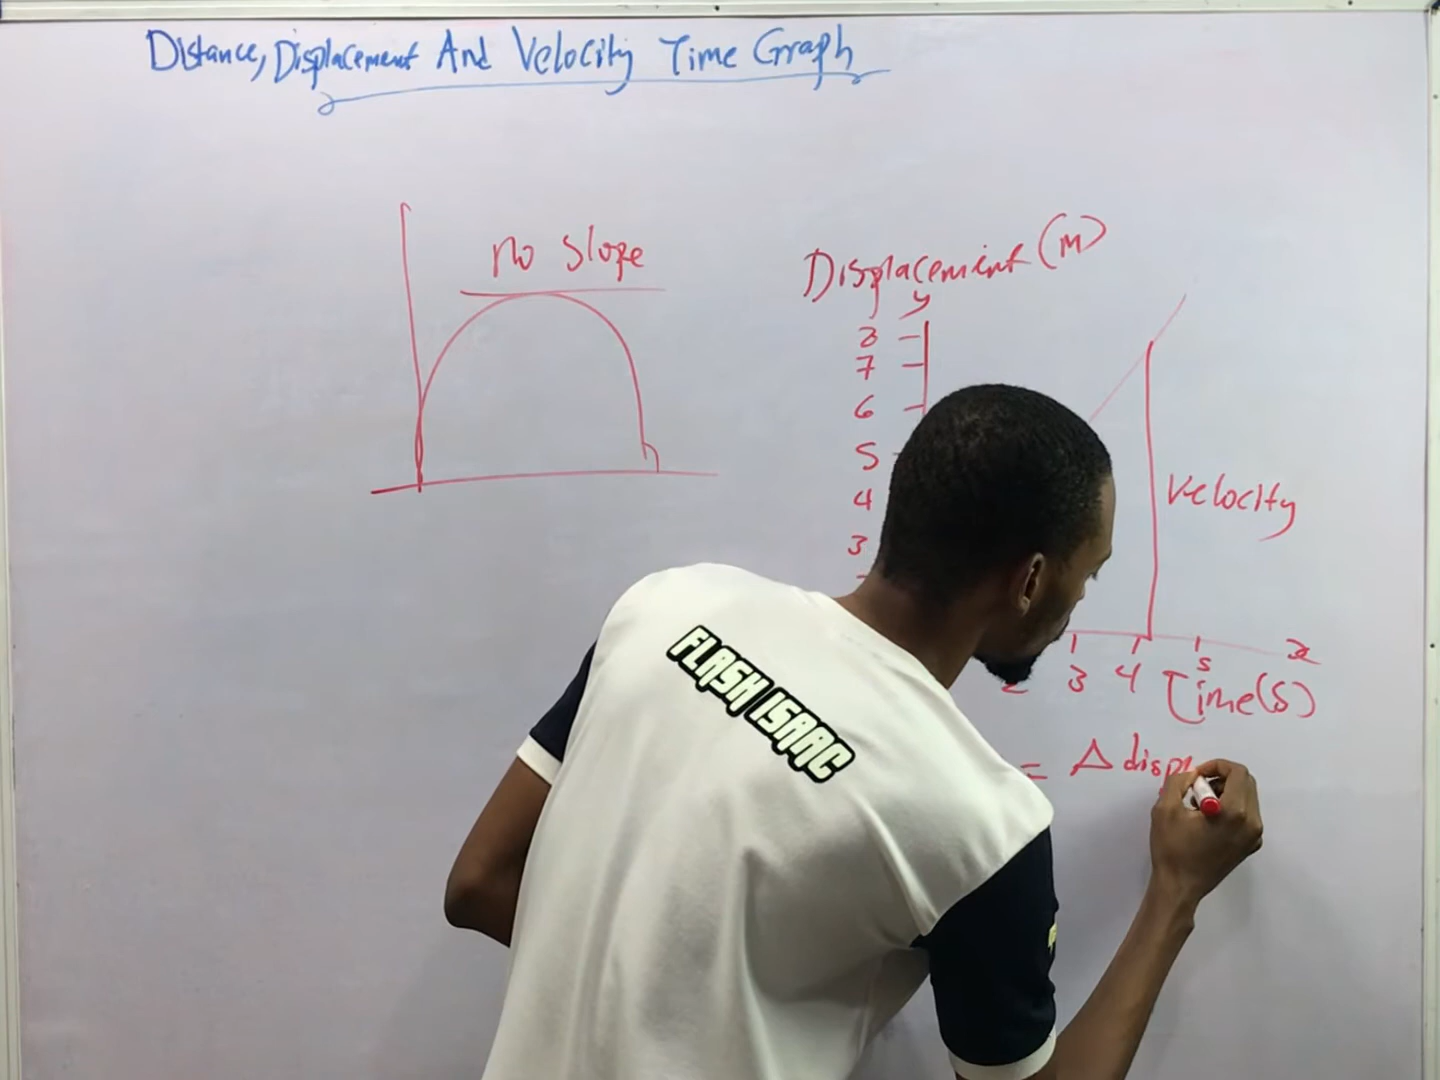 Distance, Displacement And Velocity Time Graph
no slope
Displacement (m)
y
8
7
6
5
4
3
Velocity
2 3 4 5 x
Time(s)
= Δ disp
FLASH ISAAC